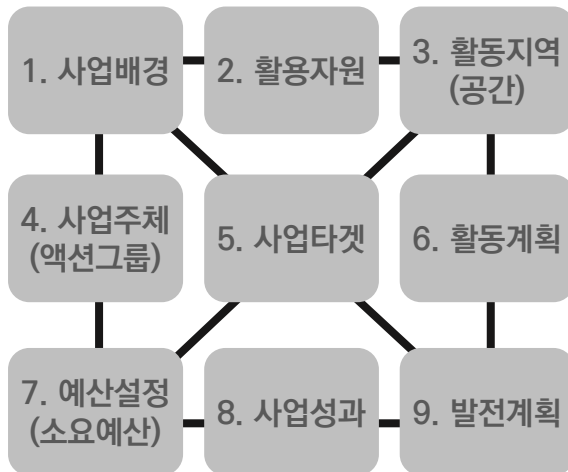 1. 사업배경
2. 활용자원
3. 활동지역
(공간)
4. 사업주체
(액션그룹)
5. 사업타겟
6. 활동계획
7. 예산설정
(소요예산)
8. 사업성과
9. 발전계획